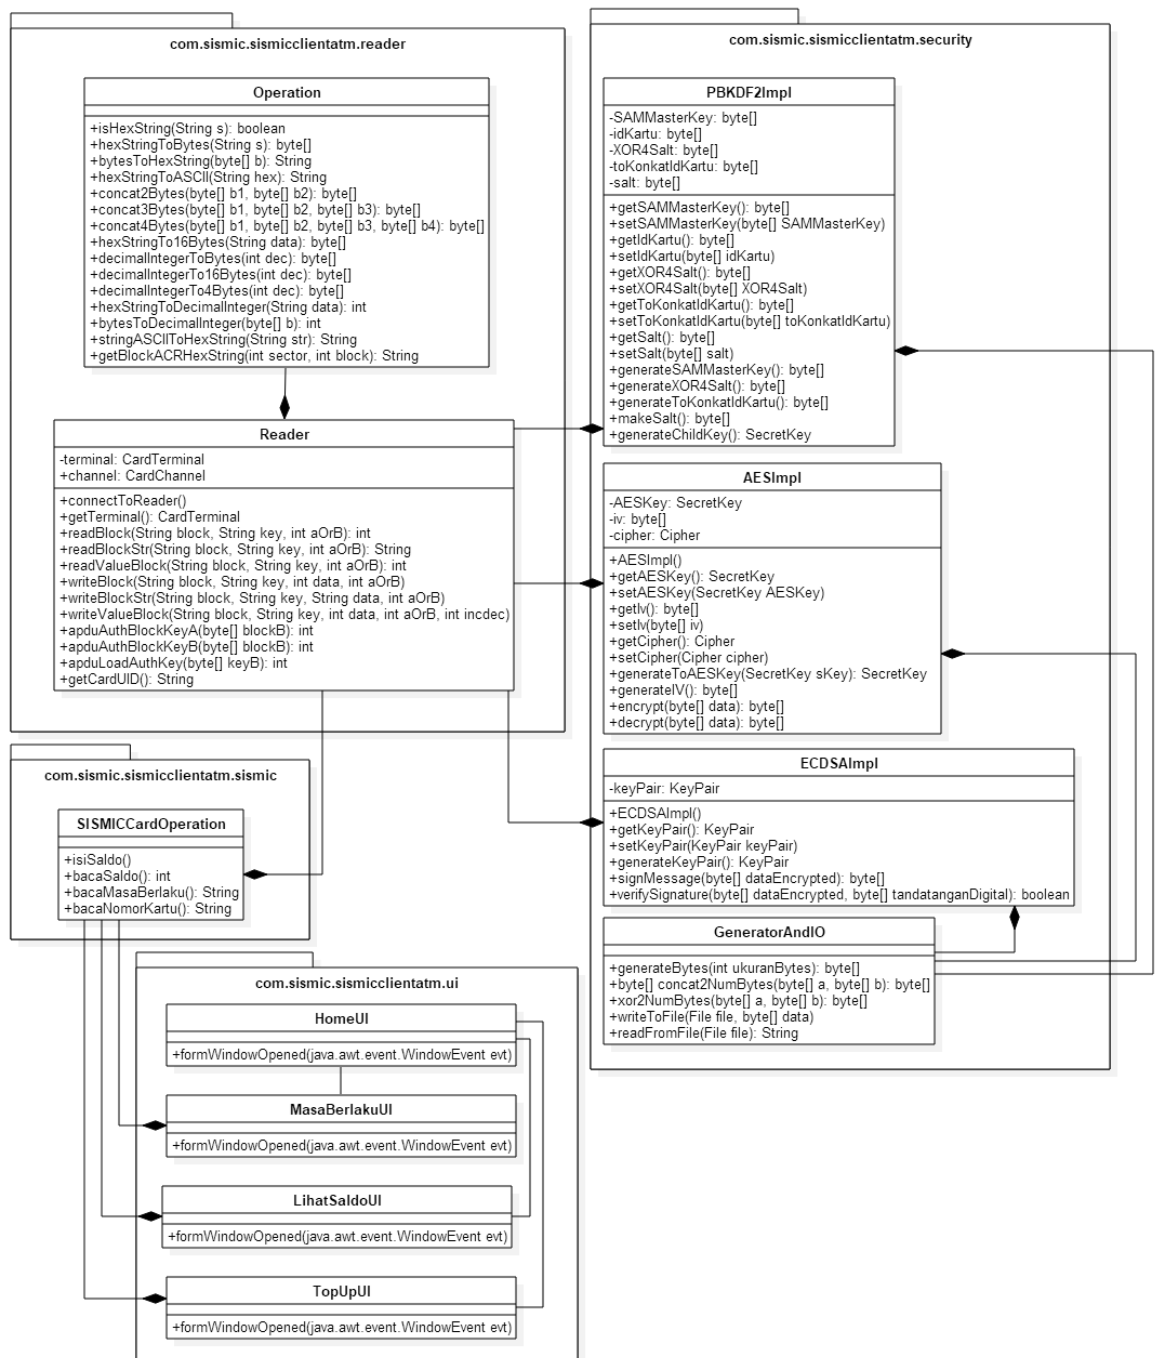 com.sismic.sismicclientatm.reader
Operation
+isHexString(String s): boolean
+hexStringToBytes(String s): byte[]
+bytesToHexString(byte[] b): String
+hexStringToASCII(String hex): String
+concat2Bytes(byte[] b1, byte[] b2): byte[]
+concat3Bytes(byte[] b1, byte[] b2, byte[] b3): byte[]
+concat4Bytes(byte[] b1, byte[] b2, byte[] b3, byte[] b4): byte[]
+hexStringTo16Bytes(String data): byte[]
+decimalIntegerToBytes(int dec): byte[]
+decimalIntegerTo16Bytes(int dec): byte[]
+decimalIntegerTo4Bytes(int dec): byte[]
+hexStringToDecimalInteger(String data): int
+bytesToDecimalInteger(byte[] b): int
+stringASCIIToHexString(String str): String
+getBlockACRHexString(int sector, int block): String
Reader
-terminal: CardTerminal
+channel: CardChannel
+connectToReader()
+getTerminal(): CardTerminal
+readBlock(String block, String key, int aOrB): int
+readBlockStr(String block, String key, int aOrB): String
+readValueBlock(String block, String key, int aOrB): int
+writeBlock(String block, String key, int data, int aOrB)
+writeBlockStr(String block, String key, String data, int aOrB)
+writeValueBlock(String block, String key, int data, int aOrB, int incdec)
+apduAuthBlockKeyA(byte[] blockB): int
+apduAuthBlockKeyB(byte[] blockB): int
+apduLoadAuthKey(byte[] keyB): int
+getCardUID(): String
com.sismic.sismicclientatm.security
PBKDF2Impl
-SAMMasterKey: byte[]
-idKartu: byte[]
-XOR4Salt: byte[]
-toKonkatIdKartu: byte[]
-salt: byte[]
+getSAMMasterKey(): byte[]
+setSAMMasterKey(byte[] SAMMasterKey)
+getIdKartu(): byte[]
+setIdKartu(byte[] idKartu)
+getXOR4Salt(): byte[]
+setXOR4Salt(byte[] XOR4Salt)
+getToKonkatIdKartu(): byte[]
+setToKonkatIdKartu(byte[] toKonkatIdKartu)
+getSalt(): byte[]
+setSalt(byte[] salt)
+generateSAMMasterKey(): byte[]
+generateXOR4Salt(): byte[]
+generateToKonkatIdKartu(): byte[]
+makeSalt(): byte[]
+generateChildKey(): SecretKey
AESImpl
-AESKey: SecretKey
-iv: byte[]
-cipher: Cipher
+AESImpl()
+getAESKey(): SecretKey
+setAESKey(SecretKey AESKey)
+getIv(): byte[]
+setIv(byte[] iv)
+getCipher(): Cipher
+setCipher(Cipher cipher)
+generateToAESKey(SecretKey sKey): SecretKey
+generateIV(): byte[]
+encrypt(byte[] data): byte[]
+decrypt(byte[] data): byte[]
ECDSAImpl
-keyPair: KeyPair
+ECDSAImpl()
+getKeyPair(): KeyPair
+setKeyPair(KeyPair keyPair)
+generateKeyPair(): KeyPair
+signMessage(byte[] dataEncrypted): byte[]
+verifySignature(byte[] dataEncrypted, byte[] tandatanganDigital): boolean
GeneratorAndIO
+generateBytes(int ukuranBytes): byte[]
+byte[] concat2NumBytes(byte[] a, byte[] b): byte[]
+xor2NumBytes(byte[] a, byte[] b): byte[]
+writeToFile(File file, byte[] data)
+readFromFile(File file): String
com.sismic.sismicclientatm.sismic
SISMICCardOperation
+isiSaldo()
+bacaSaldo(): int
+bacaMasaBerlaku(): String
+bacaNomorKartu(): String
com.sismic.sismicclientatm.ui
HomeUI
+formWindowOpened(java.awt.event.WindowEvent evt)
MasaBerlakuUI
+formWindowOpened(java.awt.event.WindowEvent evt)
LihatSaldoUI
+formWindowOpened(java.awt.event.WindowEvent evt)
TopUpUI
+formWindowOpened(java.awt.event.WindowEvent evt)